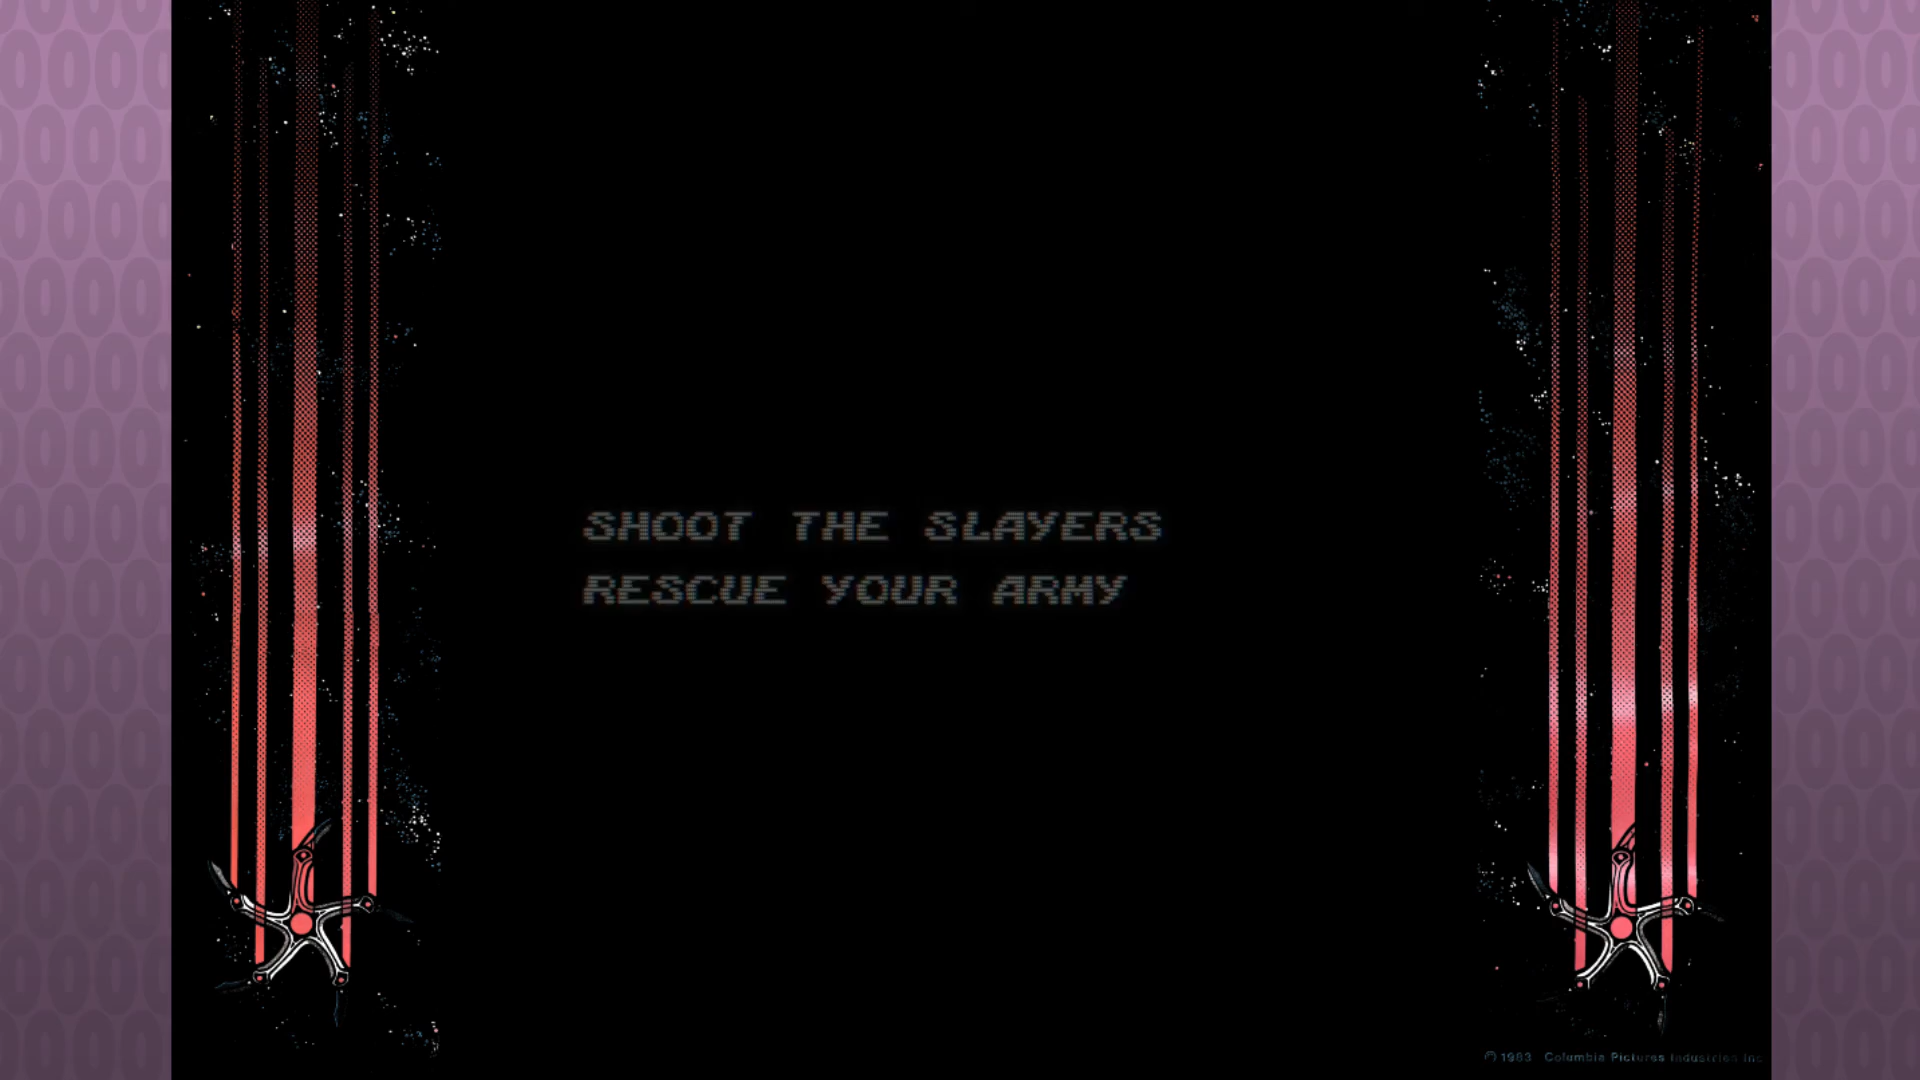 SHOOT THE SLAYERS
RESCUE YOUR ARMY
© 1983 Columbia Pictures Industries Inc